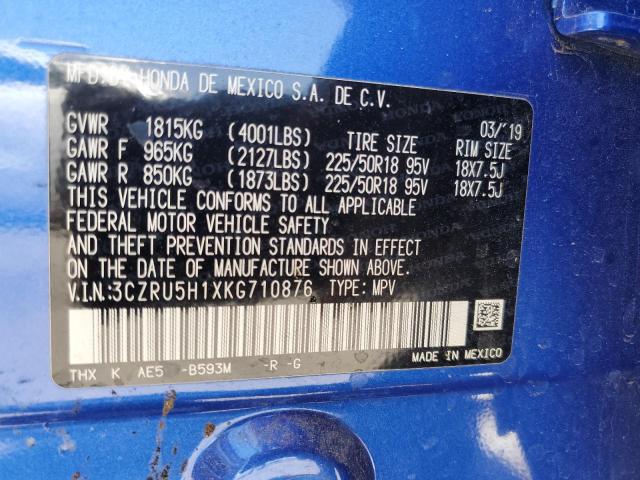 MFD. BY HONDA DE MEXICO S.A. DE C.V.
03/'19
GVWR 1815KG (4001LBS) TIRE SIZE RIM SIZE
GAWR F 965KG (2127LBS) 225/50R18 95V 18X7.5J
GAWR R 850KG (1873LBS) 225/50R18 95V 18X7.5J
THIS VEHICLE CONFORMS TO ALL APPLICABLE
FEDERAL MOTOR VEHICLE SAFETY
AND THEFT PREVENTION STANDARDS IN EFFECT
ON THE DATE OF MANUFACTURE SHOWN ABOVE.
V.I.N.:3CZRU5H1XKG710876 TYPE: MPV
MADE IN MEXICO
THX K AE5 -B593M -R -G